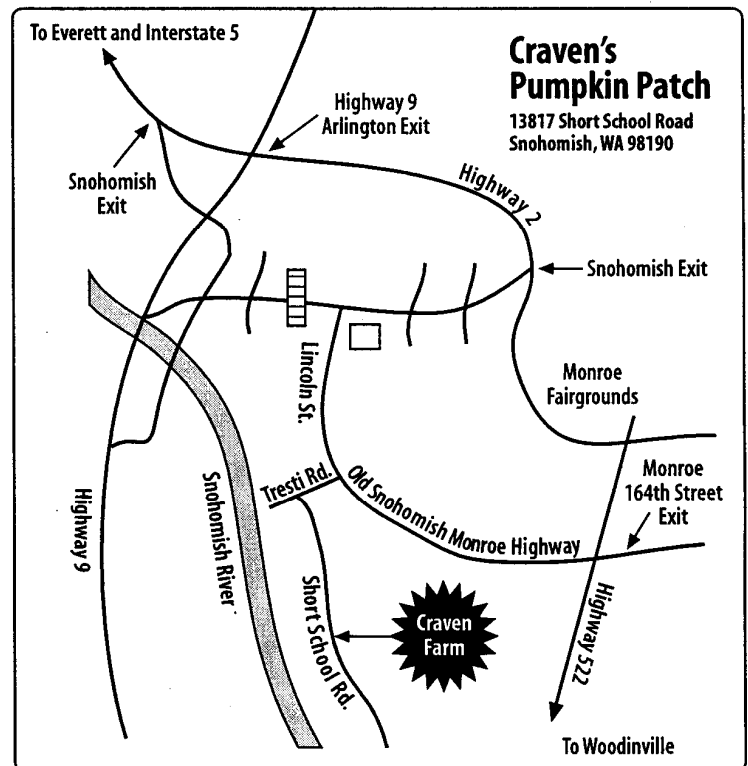 To Everett and Interstate 5
Craven's
Pumpkin Patch
13817 Short School Road
Snohomish, WA 98190
Highway 9
Arlington Exit
Snohomish
Exit
Highway 2
Snohomish Exit
Lincoln St.
Monroe
Fairgrounds
Monroe
164th Street
Exit
Tresti Rd.
Old Snohomish Monroe Highway
Highway 9
Snohomish River
Short School Rd.
Craven
Farm
Highway 522
To Woodinville